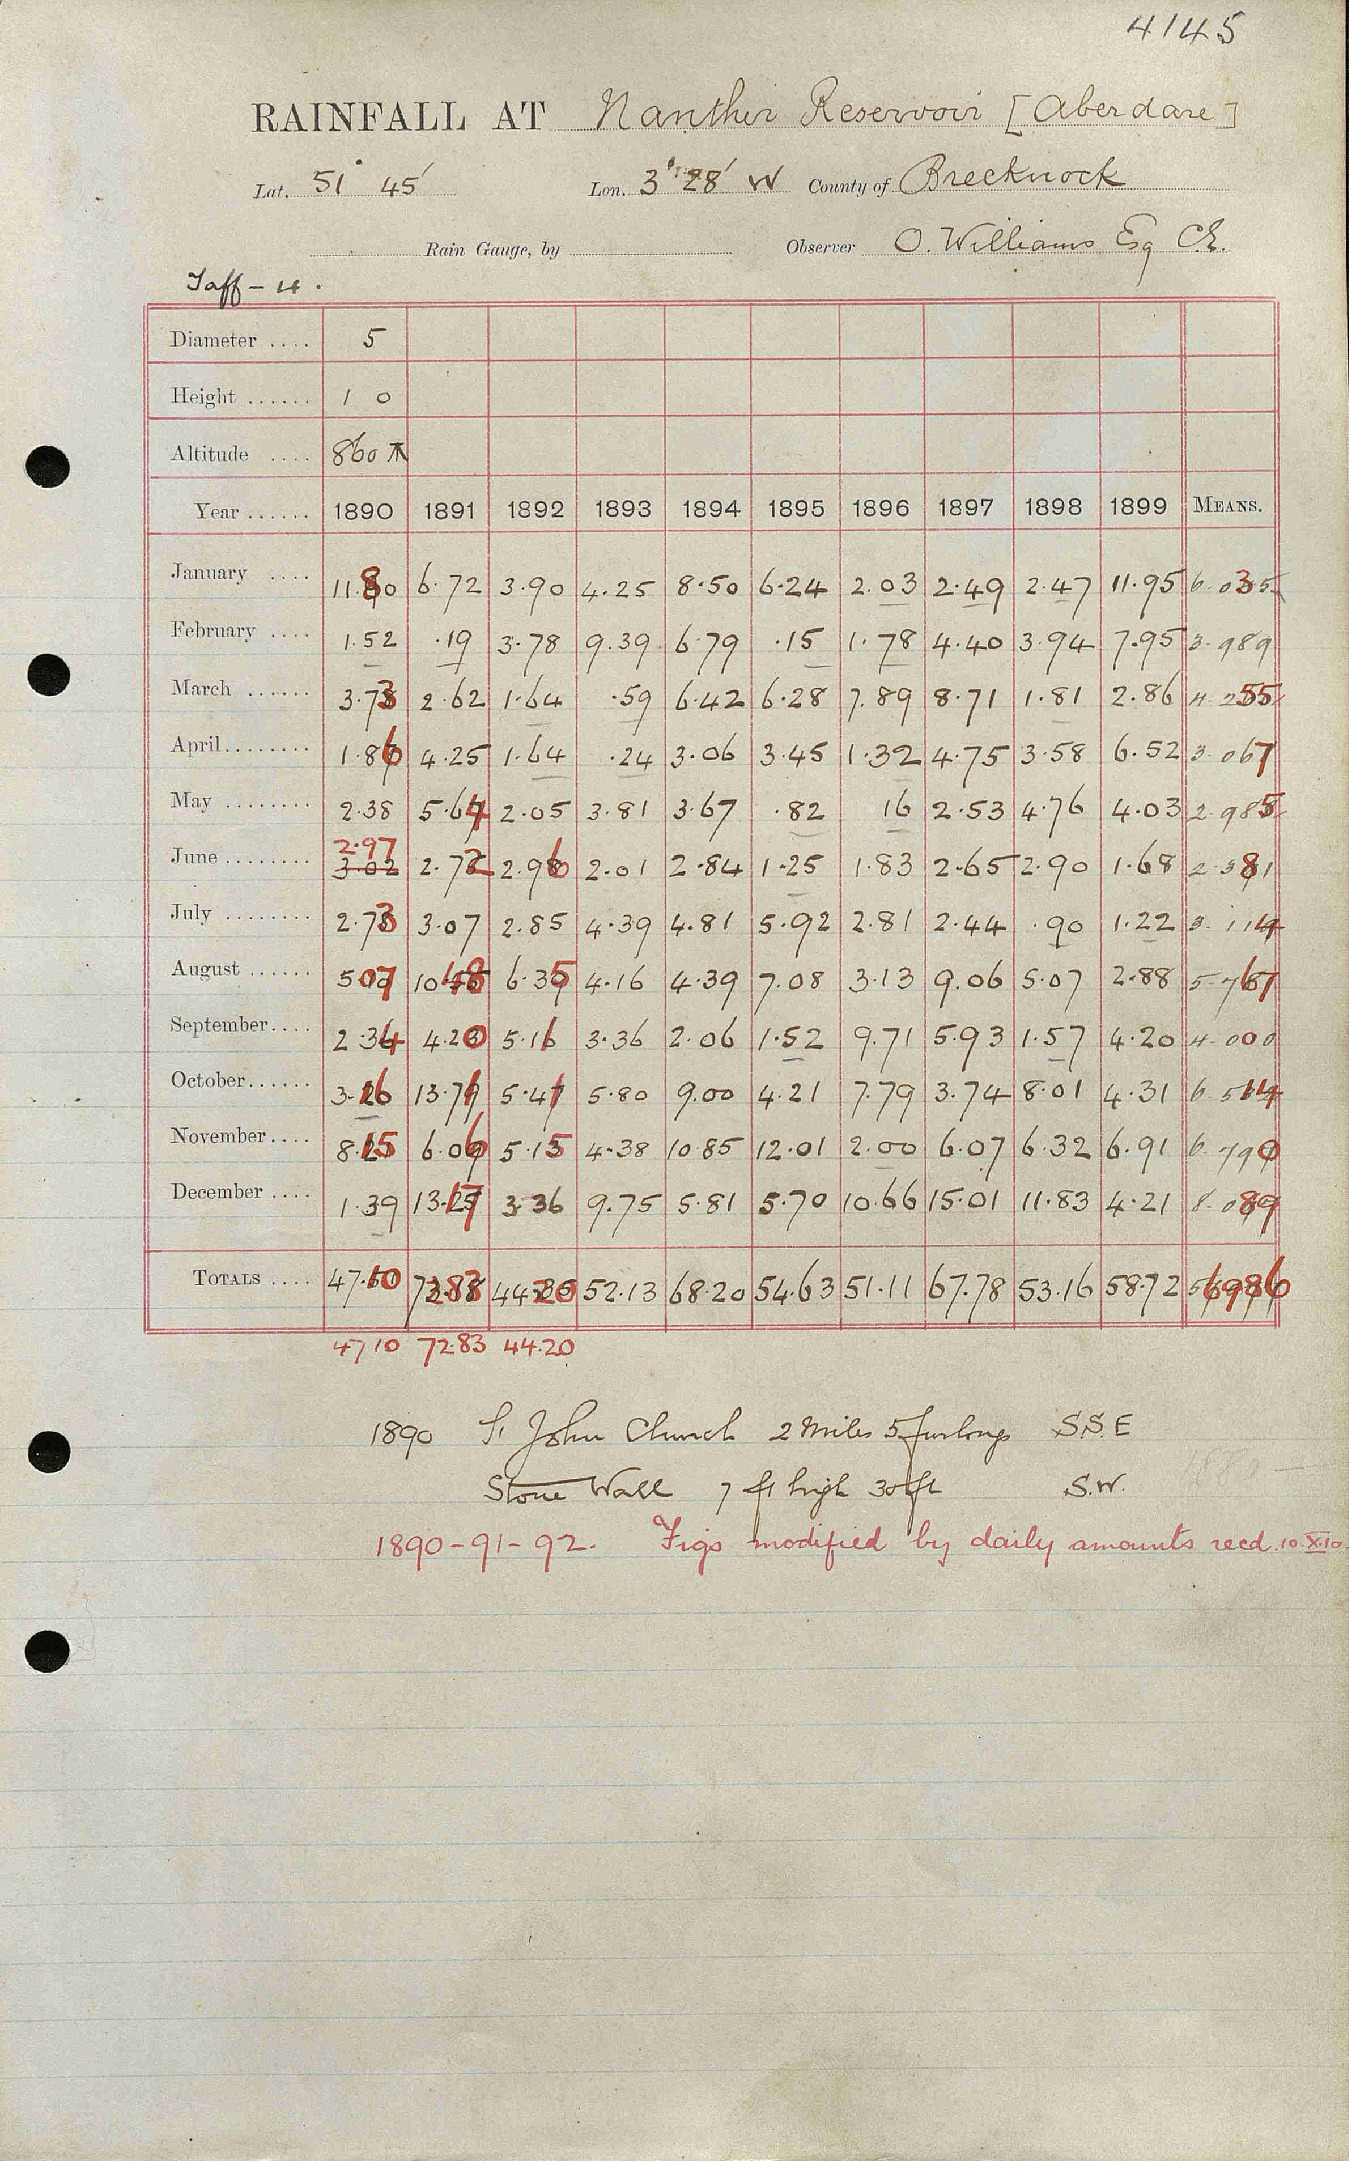 4145
RAINFALL AT Nanthir Reservoir [Aberdare]
Lat. 51° 45' Lon. 3° 28' W County of Brecknock
Rain Gauge, by Observer O. Williams Esq C.E.
Taff - 14.
Diameter .... 5
Height ...... 1 0
Altitude .... 860
Year ...... 1890 1891 1892 1893 1894 1895 1896 1897 1898 1899 MEANS.
January .... 11.80 6.72 3.90 4.25 8.50 6.24 2.03 2.49 2.47 11.95 6.035
February .... 1.52 .19 3.78 9.39 6.79 .15 1.78 4.40 3.94 7.95 3.989
March ...... 3.73 2.62 1.64 .59 6.42 6.28 7.89 8.71 1.81 2.86 4.255
April........ 1.86 4.25 1.64 .24 3.06 3.45 1.32 4.75 3.58 6.52 3.067
May ........ 2.38 5.64 2.05 3.81 3.67 .82 16 2.53 4.76 4.03 2.985
2.97
June ........ 3.02 2.72 2.96 2.01 2.84 1.25 1.83 2.65 2.90 1.68 2.381
July ........ 2.73 3.07 2.85 4.39 4.81 5.92 2.81 2.44 .90 1.22 3.114
August ...... 5.07 10.48 6.35 4.16 4.39 7.08 3.13 9.06 5.07 2.88 5.767
September.... 2.34 4.20 5.16 3.36 2.06 1.52 9.71 5.93 1.57 4.20 4.000
October...... 3.16 13.71 5.41 5.80 9.00 4.21 7.79 3.74 8.01 4.31 6.514
November.... 8.15 6.06 5.15 4.38 10.85 12.01 2.00 6.07 6.32 6.91 6.790
December .... 1.39 13.17 3.36 9.75 5.81 5.70 10.66 15.01 11.83 4.21 8.089
TOTALS .... 47.10 72.83 44.20 52.13 68.20 54.63 51.11 67.78 53.16 58.72 56.986
47.10 72.83 44.20
1890 St John Church 2 Miles 5 furlongs S.S.E
Stone Wall 7 ft high 30 ft S.W.
1890-91-92. Figs modified by daily amounts recd. 10.X.10.